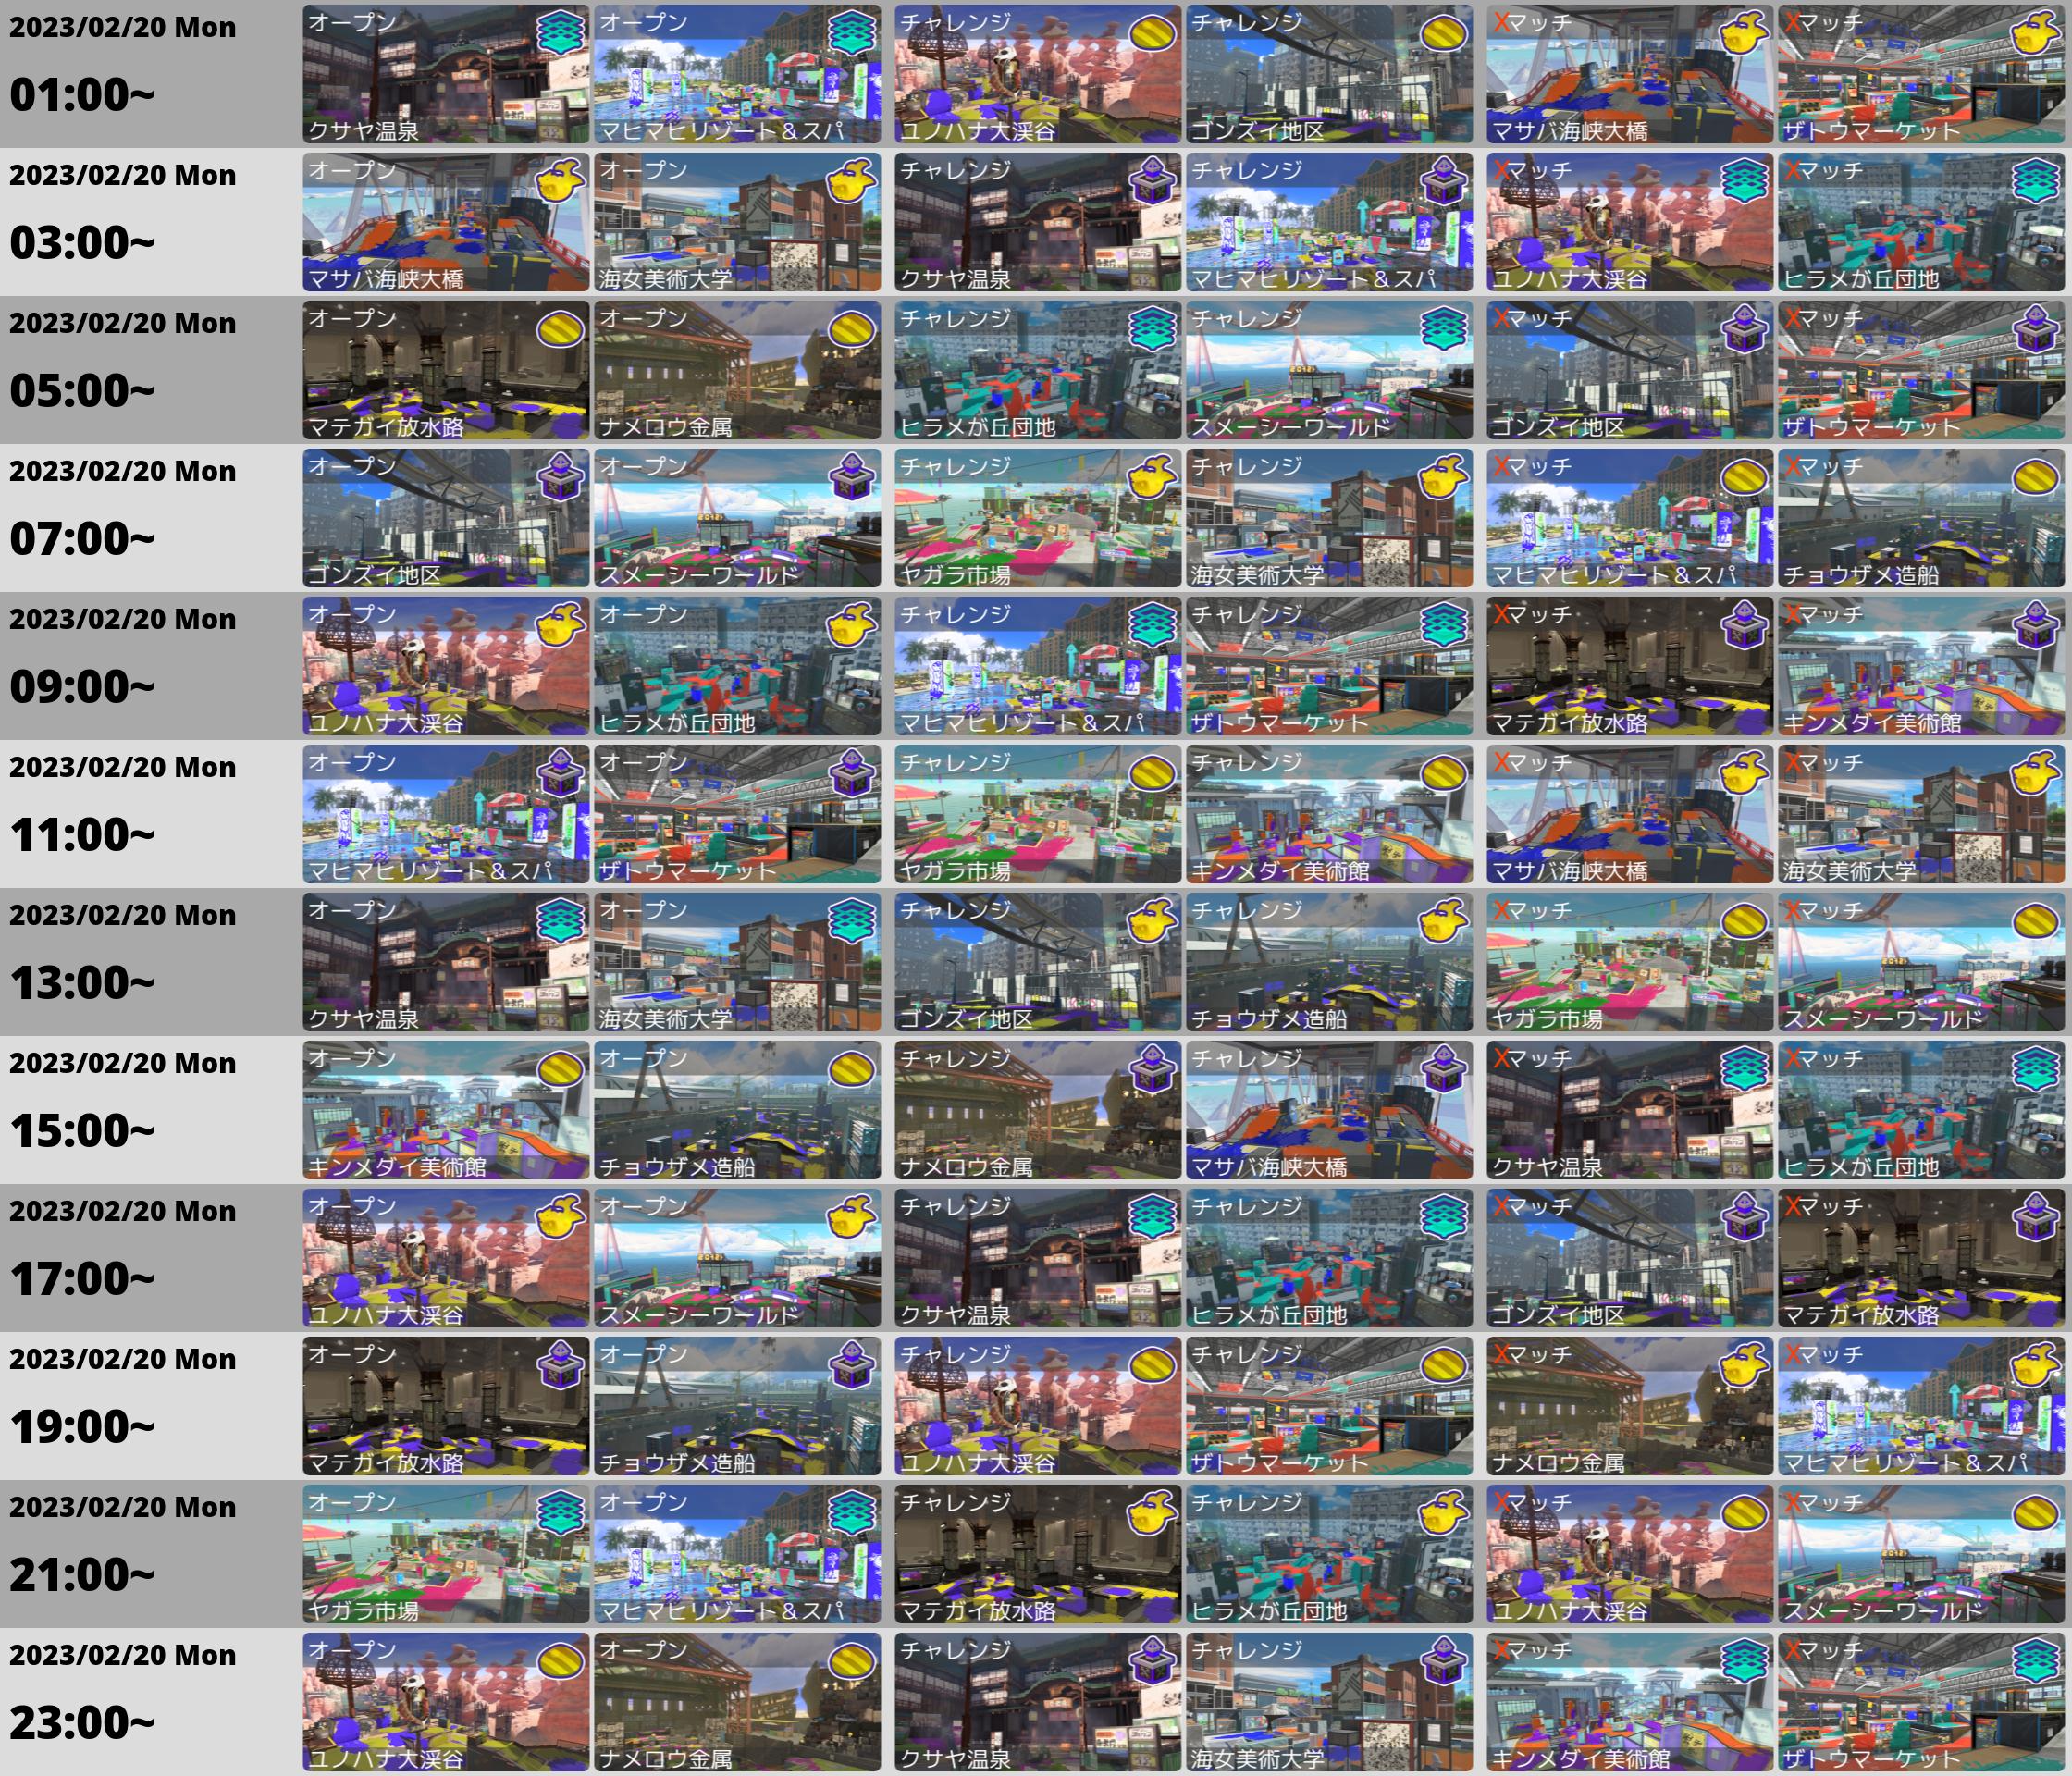 2023/02/20 Mon
01:00~
オープン オープン チャレンジ チャレンジ Xマッチ Xマッチ
クサヤ温泉 マヒマヒリゾート＆スパ ユノハナ大渓谷 ゴンズイ地区 マサバ海峡大橋 ザトウマーケット
2023/02/20 Mon
03:00~
オープン オープン チャレンジ チャレンジ Xマッチ Xマッチ
マサバ海峡大橋 海女美術大学 クサヤ温泉 マヒマヒリゾート＆スパ ユノハナ大渓谷 ヒラメが丘団地
2023/02/20 Mon
05:00~
オープン オープン チャレンジ チャレンジ Xマッチ Xマッチ
マテガイ放水路 ナメロウ金属 ヒラメが丘団地 スメーシーワールド ゴンズイ地区 ザトウマーケット
2023/02/20 Mon
07:00~
オープン オープン チャレンジ チャレンジ Xマッチ Xマッチ
ゴンズイ地区 スメーシーワールド ヤガラ市場 海女美術大学 マヒマヒリゾート＆スパ チョウザメ造船
2023/02/20 Mon
09:00~
オープン オープン チャレンジ チャレンジ Xマッチ Xマッチ
ユノハナ大渓谷 ヒラメが丘団地 マヒマヒリゾート＆スパ ザトウマーケット マテガイ放水路 キンメダイ美術館
2023/02/20 Mon
11:00~
オープン オープン チャレンジ チャレンジ Xマッチ Xマッチ
マヒマヒリゾート＆スパ ザトウマーケット ヤガラ市場 キンメダイ美術館 マサバ海峡大橋 海女美術大学
2023/02/20 Mon
13:00~
オープン オープン チャレンジ チャレンジ Xマッチ Xマッチ
クサヤ温泉 海女美術大学 ゴンズイ地区 チョウザメ造船 ヤガラ市場 スメーシーワールド
2023/02/20 Mon
15:00~
オープン オープン チャレンジ チャレンジ Xマッチ Xマッチ
キンメダイ美術館 チョウザメ造船 ナメロウ金属 マサバ海峡大橋 クサヤ温泉 ヒラメが丘団地
2023/02/20 Mon
17:00~
オープン オープン チャレンジ チャレンジ Xマッチ Xマッチ
ユノハナ大渓谷 スメーシーワールド クサヤ温泉 ヒラメが丘団地 ゴンズイ地区 マテガイ放水路
2023/02/20 Mon
19:00~
オープン オープン チャレンジ チャレンジ Xマッチ Xマッチ
マテガイ放水路 チョウザメ造船 ユノハナ大渓谷 ザトウマーケット ナメロウ金属 マヒマヒリゾート＆スパ
2023/02/20 Mon
21:00~
オープン オープン チャレンジ チャレンジ Xマッチ Xマッチ
ヤガラ市場 マヒマヒリゾート＆スパ マテガイ放水路 ヒラメが丘団地 ユノハナ大渓谷 スメーシーワールド
2023/02/20 Mon
23:00~
オープン オープン チャレンジ チャレンジ Xマッチ Xマッチ
ユノハナ大渓谷 ナメロウ金属 クサヤ温泉 海女美術大学 キンメダイ美術館 ザトウマーケット